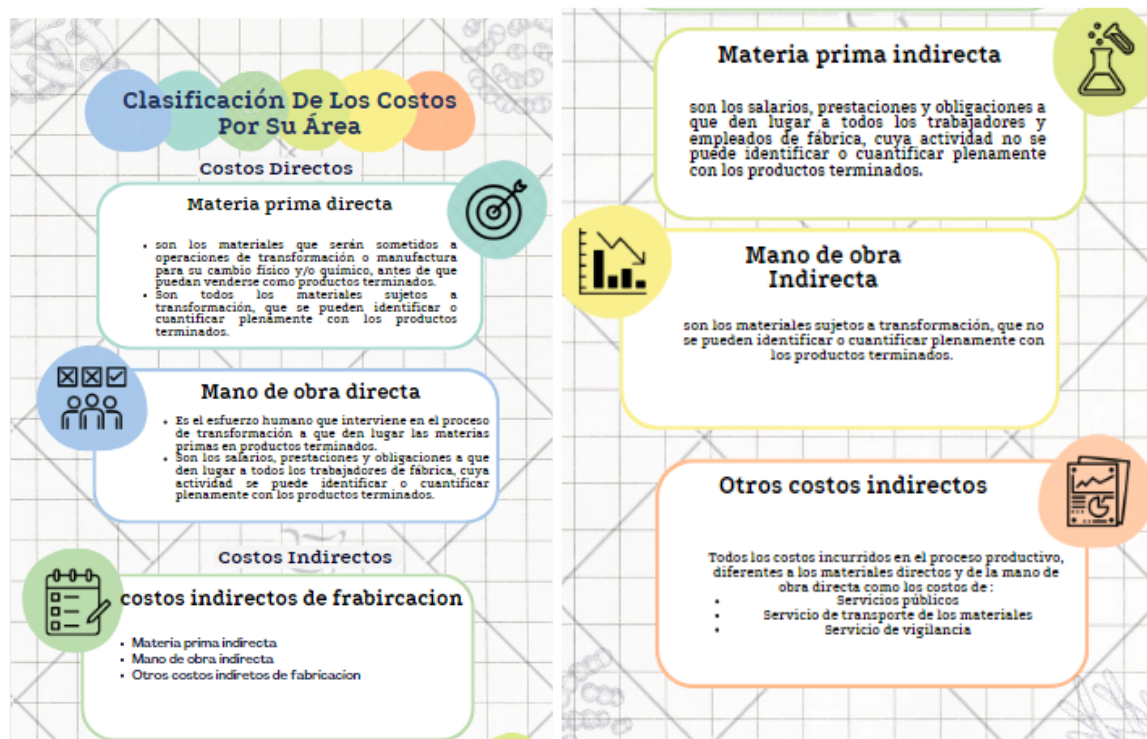 Clasificación De Los Costos
Por Su Área
Costos Directos
Materia prima directa
• son los materiales que serán sometidos a
operaciones de transformación o manufactura
para su cambio físico y/o químico, antes de que
puedan venderse como productos terminados.
• Son todos los materiales sujetos a
transformación, que se pueden identificar o
cuantificar plenamente con los productos
terminados.
Mano de obra directa
• Es el esfuerzo humano que interviene en el proceso
de transformación a que den lugar las materias
primas en productos terminados.
• Son los salarios, prestaciones y obligaciones a que
den lugar a todos los trabajadores de fábrica, cuya
actividad se puede identificar o cuantificar
plenamente con los productos terminados.
Costos Indirectos
costos indirectos de frabircacion
• Materia prima indirecta
• Mano de obra indirecta
• Otros costos indiretos de fabricacion
Materia prima indirecta
son los salarios, prestaciones y obligaciones a
que den lugar a todos los trabajadores y
empleados de fábrica, cuya actividad no se
puede identificar o cuantificar plenamente
con los productos terminados.
Mano de obra
Indirecta
son los materiales sujetos a transformación, que no
se pueden identificar o cuantificar plenamente con
los productos terminados.
Otros costos indirectos
Todos los costos incurridos en el proceso productivo,
diferentes a los materiales directos y de la mano de
obra directa como los costos de:
• Servicios públicos
• Servicio de transporte de los materiales
• Servicio de vigilancia